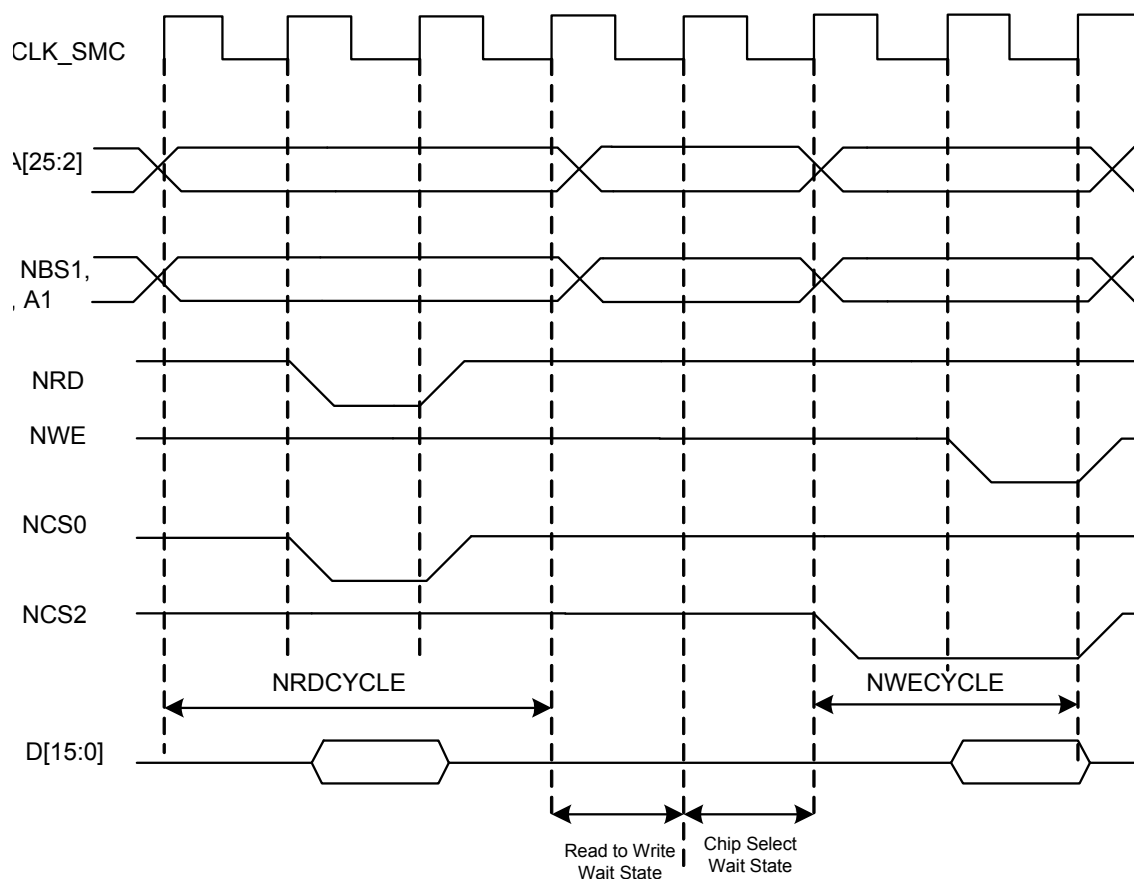 CLK_SMC
A[25:2]
NBS1,
, A1
NRD
NWE
NCS0
NCS2
NRDCYCLE
NWECYCLE
D[15:0]
Read to Write
Wait State
Chip Select
Wait State